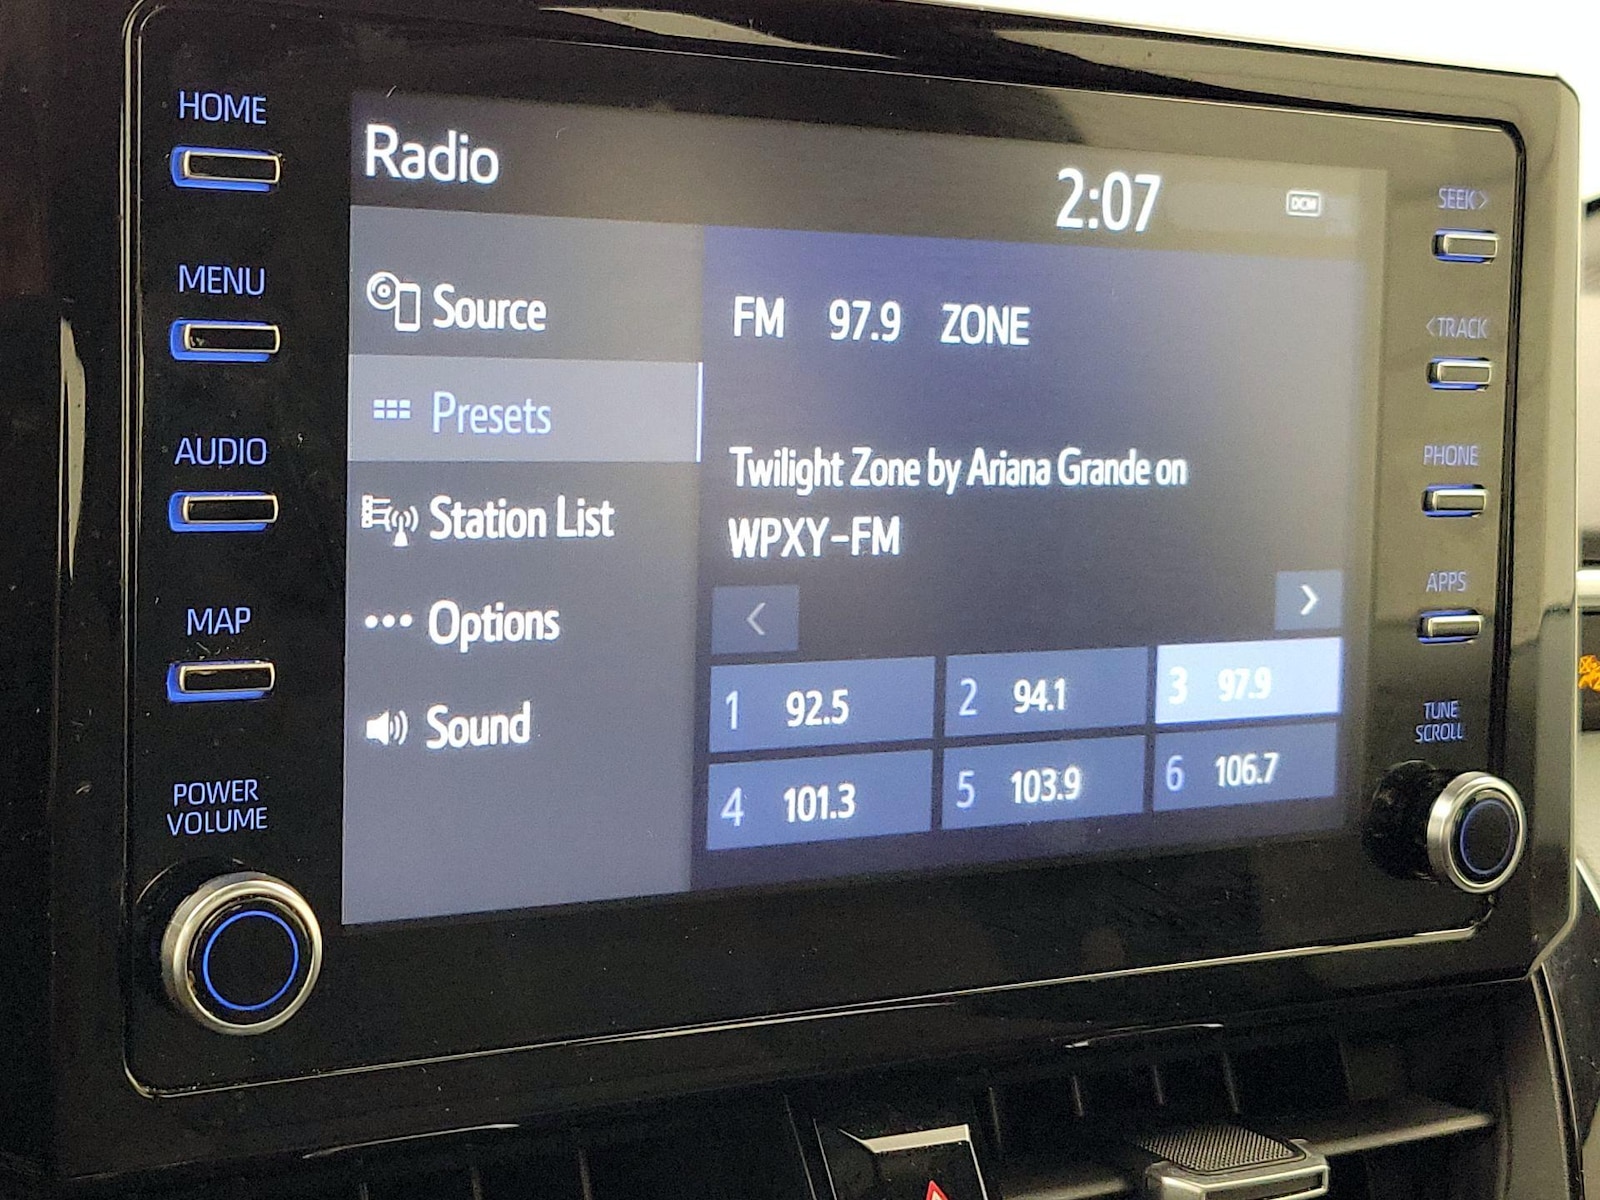 HOME
MENU
AUDIO
MAP
POWER
VOLUME
Radio
2:07
DCM
Source
Presets
Station List
Options
Sound
FM 97.9 ZONE
Twilight Zone by Ariana Grande on
WPXY-FM
< >
1 92.5 2 94.1 3 97.9
4 101.3 5 103.9 6 106.7
SEEK >
< TRACK
PHONE
APPS
TUNE
SCROLL